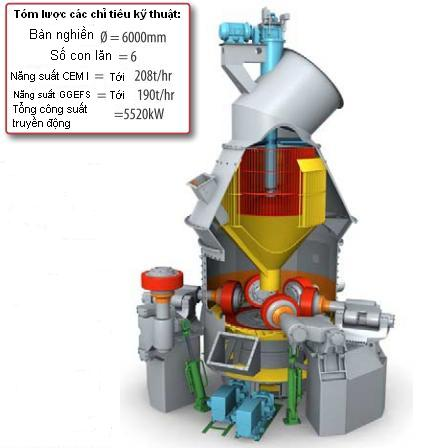 Tóm lược các chỉ tiêu kỹ thuật:
Bàn nghiền Ø = 6000mm
Số con lăn = 6
Năng suất CEM I = Tới 208t/hr
Năng suất GGEFS = Tới 190t/hr
Tổng công suất truyền động =5520kW